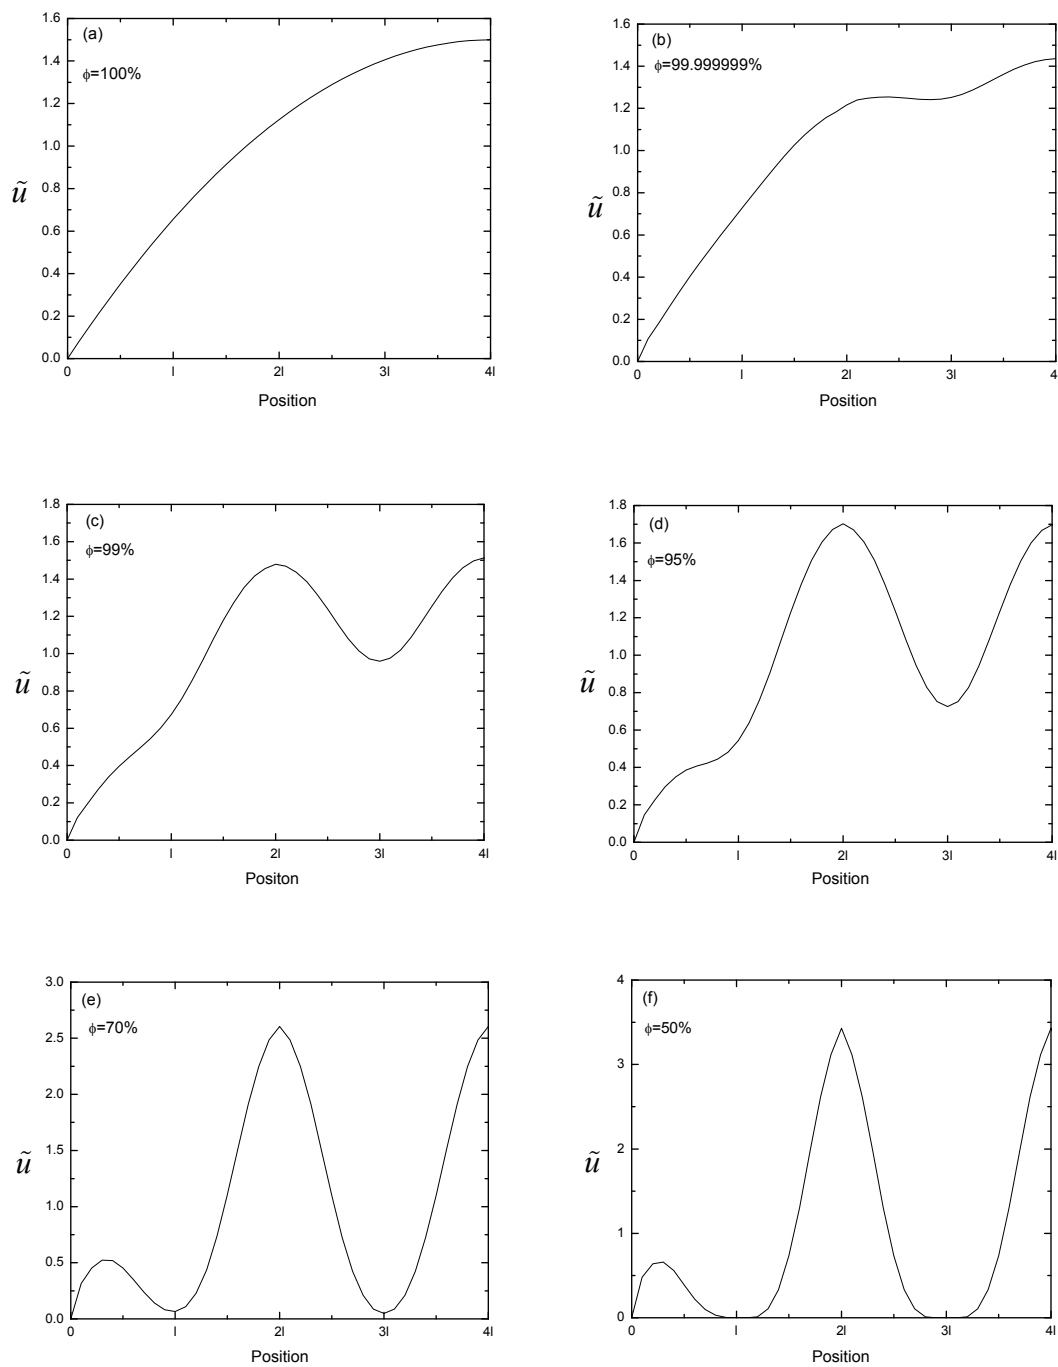 (a)
ϕ=100%
1.6
1.4
1.2
1.0
0.8
0.6
0.4
0.2
0.0
ũ
0 l 2l 3l 4l
Position
(b)
ϕ=99.999999%
1.6
1.4
1.2
1.0
0.8
0.6
0.4
0.2
0.0
ũ
0 l 2l 3l 4
Position
(c)
ϕ=99%
1.8
1.6
1.4
1.2
1.0
0.8
0.6
0.4
0.2
0.0
ũ
0 l 2l 3l 4l
Positon
(d)
ϕ=95%
1.8
1.6
1.4
1.2
1.0
0.8
0.6
0.4
0.2
0.0
ũ
0 l 2l 3l 4l
Position
(e)
ϕ=70%
3.0
2.5
2.0
1.5
1.0
0.5
0.0
ũ
0 l 2l 3l 4l
Position
(f)
ϕ=50%
4
3
2
1
0
ũ
0 l 2l 3l 4l
Position